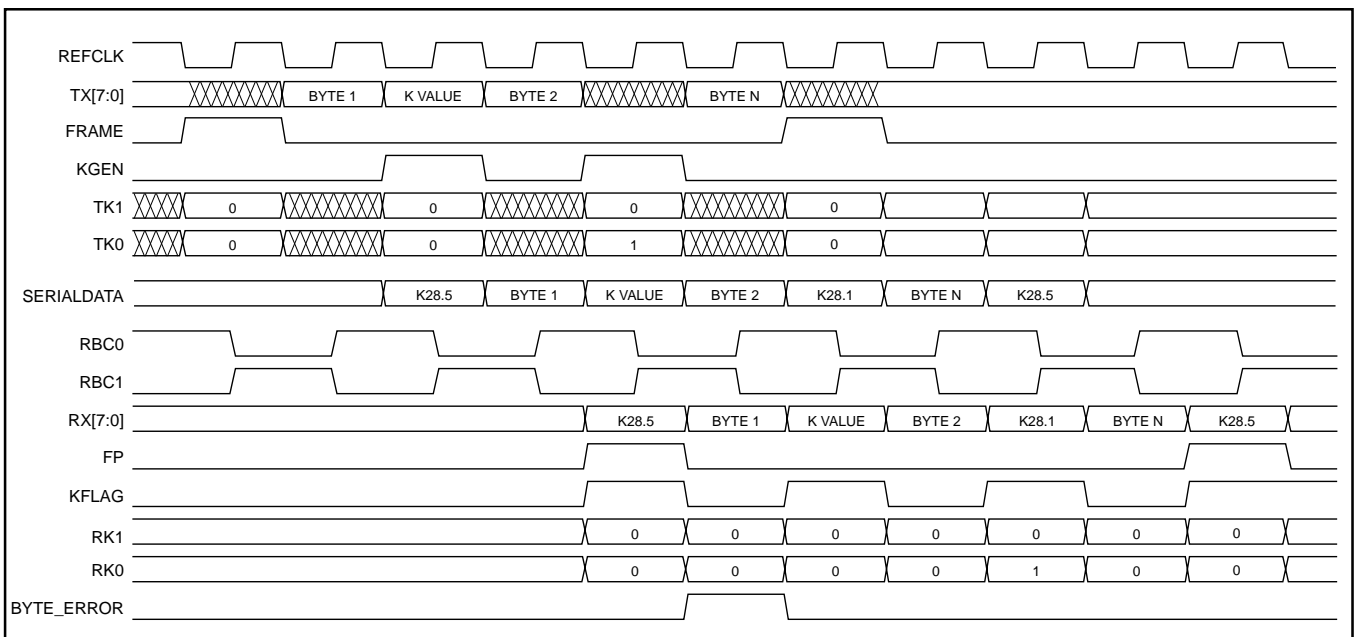 REFCLK
TX[7:0] BYTE 1 K VALUE BYTE 2 BYTE N
FRAME
KGEN
TK1 0 0 0 0
TK0 0 0 1 0
SERIALDATA K28.5 BYTE 1 K VALUE BYTE 2 K28.1 BYTE N K28.5
RBC0
RBC1
RX[7:0] K28.5 BYTE 1 K VALUE BYTE 2 K28.1 BYTE N K28.5
FP
KFLAG
RK1 0 0 0 0 0 0 0
RK0 0 0 0 0 1 0 0
BYTE_ERROR